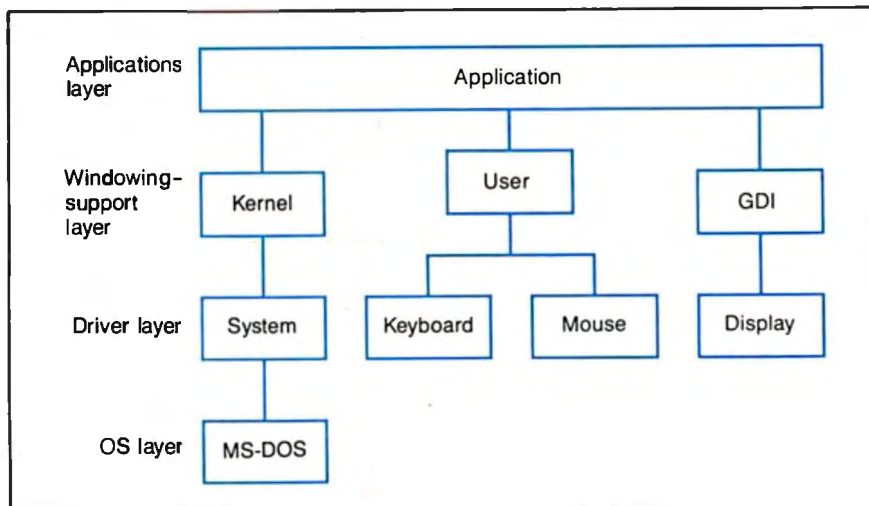 Applications
layer
Application
Windowing-
support
layer
Kernel
User
GDI
Driver layer
System
Keyboard
Mouse
Display
OS layer
MS-DOS